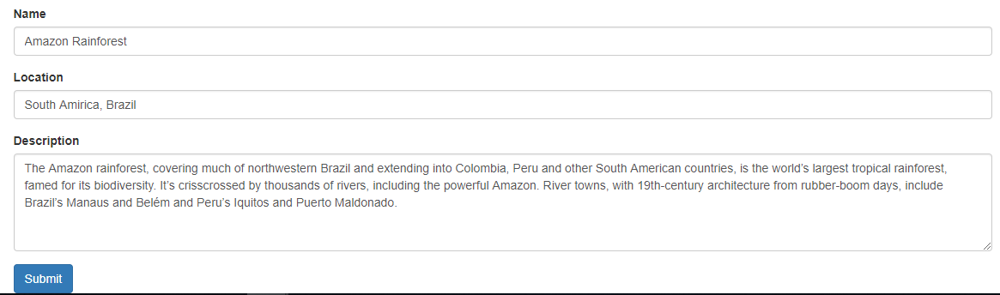 Name
Amazon Rainforest
Location
South Amirica, Brazil
Description
The Amazon rainforest, covering much of northwestern Brazil and extending into Colombia, Peru and other South American countries, is the world’s largest tropical rainforest,
famed for its biodiversity. It’s crisscrossed by thousands of rivers, including the powerful Amazon. River towns, with 19th-century architecture from rubber-boom days, include
Brazil’s Manaus and Belém and Peru’s Iquitos and Puerto Maldonado.
Submit